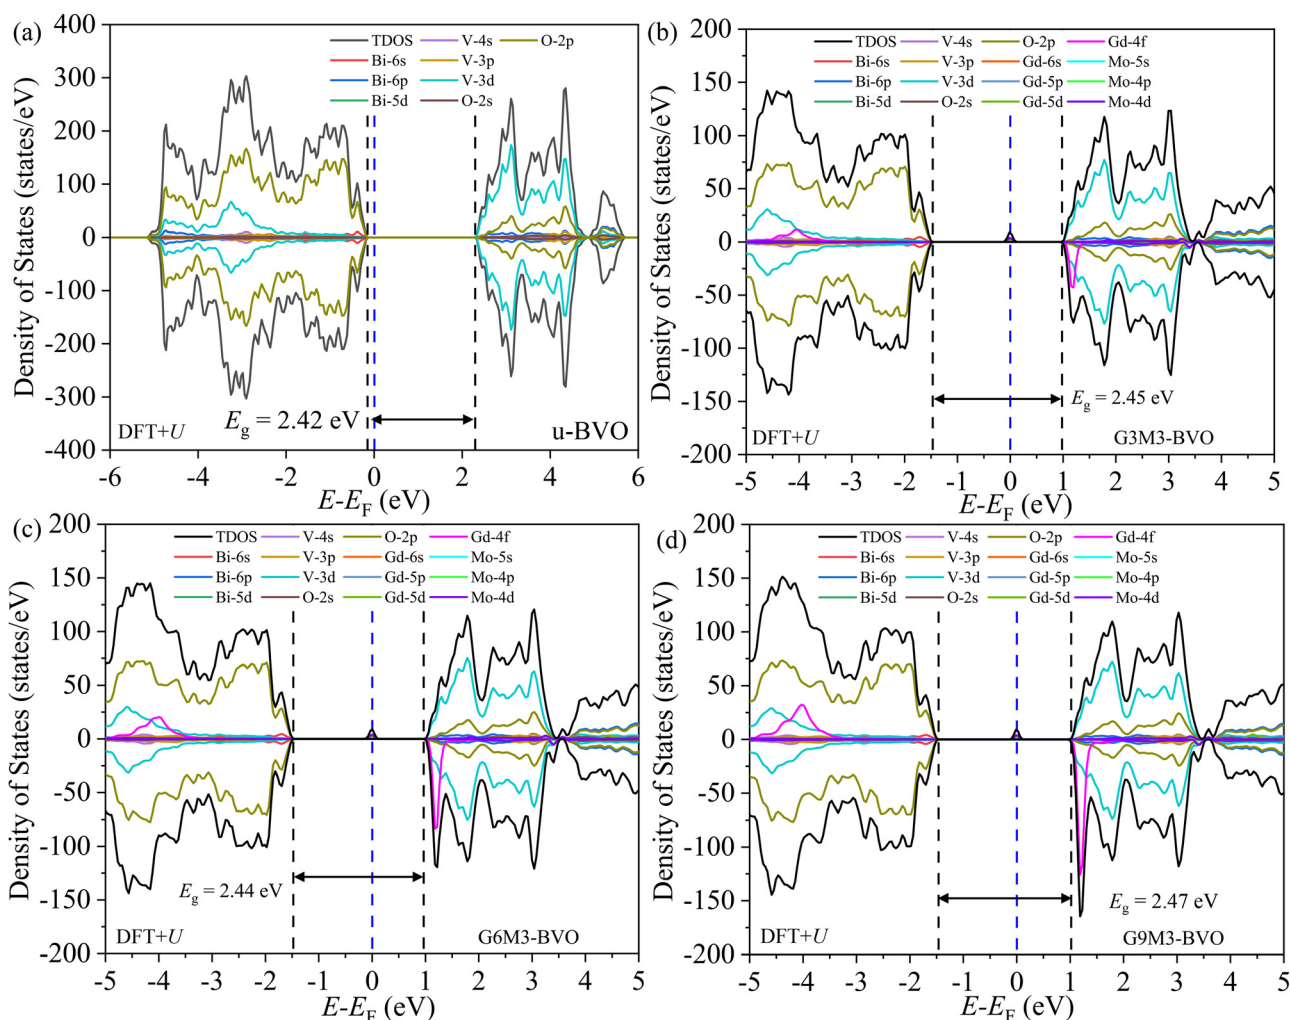 (a)
400
300
200
100
0
-100
-200
-300
-400
Density of States (states/eV)
TDOS V-4s O-2p
Bi-6s V-3p
Bi-6p V-3d
Bi-5d O-2s
DFT+U
Eg = 2.42 eV
u-BVO
-6 -4 -2 0 2 4 6
E-EF (eV)
(b)
200
150
100
50
0
-50
-100
-150
-200
Density of States (states/eV)
TDOS V-4s O-2p Gd-4f
Bi-6s V-3p Gd-6s Mo-5s
Bi-6p V-3d Gd-5p Mo-4p
Bi-5d O-2s Gd-5d Mo-4d
Eg = 2.45 eV
DFT+U
G3M3-BVO
-5 -4 -3 -2 -1 0 1 2 3 4 5
E-EF (eV)
(c)
200
150
100
50
0
-50
-100
-150
-200
Density of States (states/eV)
TDOS V-4s O-2p Gd-4f
Bi-6s V-3p Gd-6s Mo-5s
Bi-6p V-3d Gd-5p Mo-4p
Bi-5d O-2s Gd-5d Mo-4d
Eg = 2.44 eV
DFT+U
G6M3-BVO
-5 -4 -3 -2 -1 0 1 2 3 4 5
E-EF (eV)
(d)
200
150
100
50
0
-50
-100
-150
-200
Density of States (states/eV)
TDOS V-4s O-2p Gd-4f
Bi-6s V-3p Gd-6s Mo-5s
Bi-6p V-3d Gd-5p Mo-4p
Bi-5d O-2s Gd-5d Mo-4d
Eg = 2.47 eV
DFT+U
G9M3-BVO
-5 -4 -3 -2 -1 0 1 2 3 4 5
E-EF (eV)